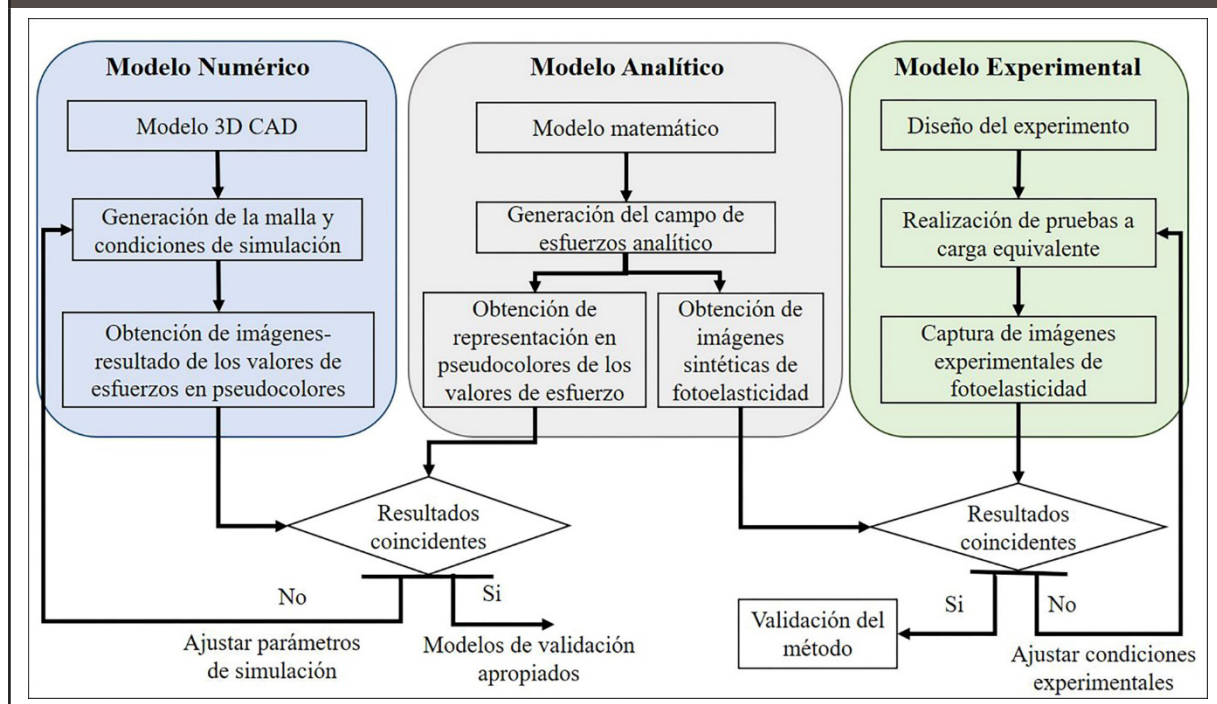 Modelo Numérico
Modelo 3D CAD
Generación de la malla y
condiciones de simulación
Obtención de imágenes-
resultado de los valores de
esfuerzos en pseudocolores
Modelo Analítico
Modelo matemático
Generación del campo de
esfuerzos analítico
Obtención de
representación en
pseudocolores de los
valores de esfuerzo
Obtención de
imágenes
sintéticas de
fotoelasticidad
Modelo Experimental
Diseño del experimento
Realización de pruebas a
carga equivalente
Captura de imágenes
experimentales de
fotoelasticidad
Resultados
coincidentes
No
Si
Ajustar parámetros
de simulación
Modelos de validación
apropiados
Resultados
coincidentes
Si
No
Validación del
método
Ajustar condiciones
experimentales